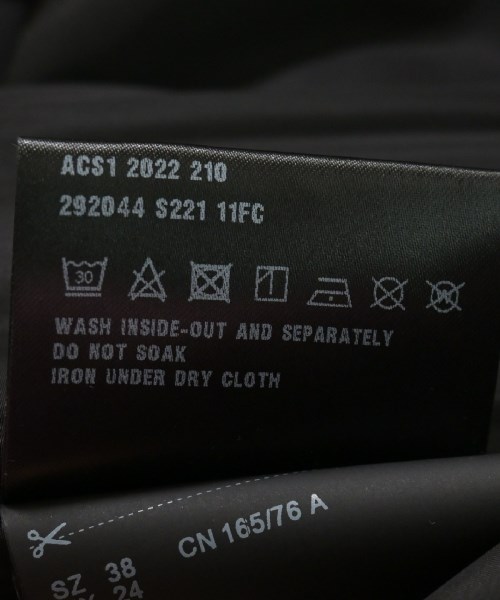 ACS1 2022 210
292044 S221 11FC
30
WASH INSIDE-OUT AND SEPARATELY
DO NOT SOAK
IRON UNDER DRY CLOTH
CN 165/76 A
SZ 38
24